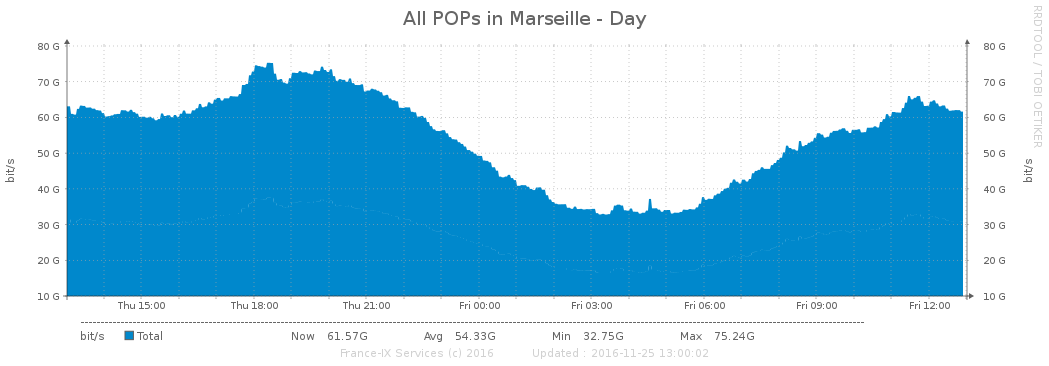 All POPs in Marseille - Day
RRDTOOL / TOBI OETIKER
80 G 80 G
70 G 70 G
60 G 60 G
50 G 50 G
bit/s bit/s
40 G 40 G
30 G 30 G
20 G 20 G
10 G 10 G
Thu 15:00 Thu 18:00 Thu 21:00 Fri 00:00 Fri 03:00 Fri 06:00 Fri 09:00 Fri 12:00
bit/s Total Now 61.57G Avg 54.33G Min 32.75G Max 75.24G
France-IX Services (c) 2016 Updated : 2016-11-25 13:00:02